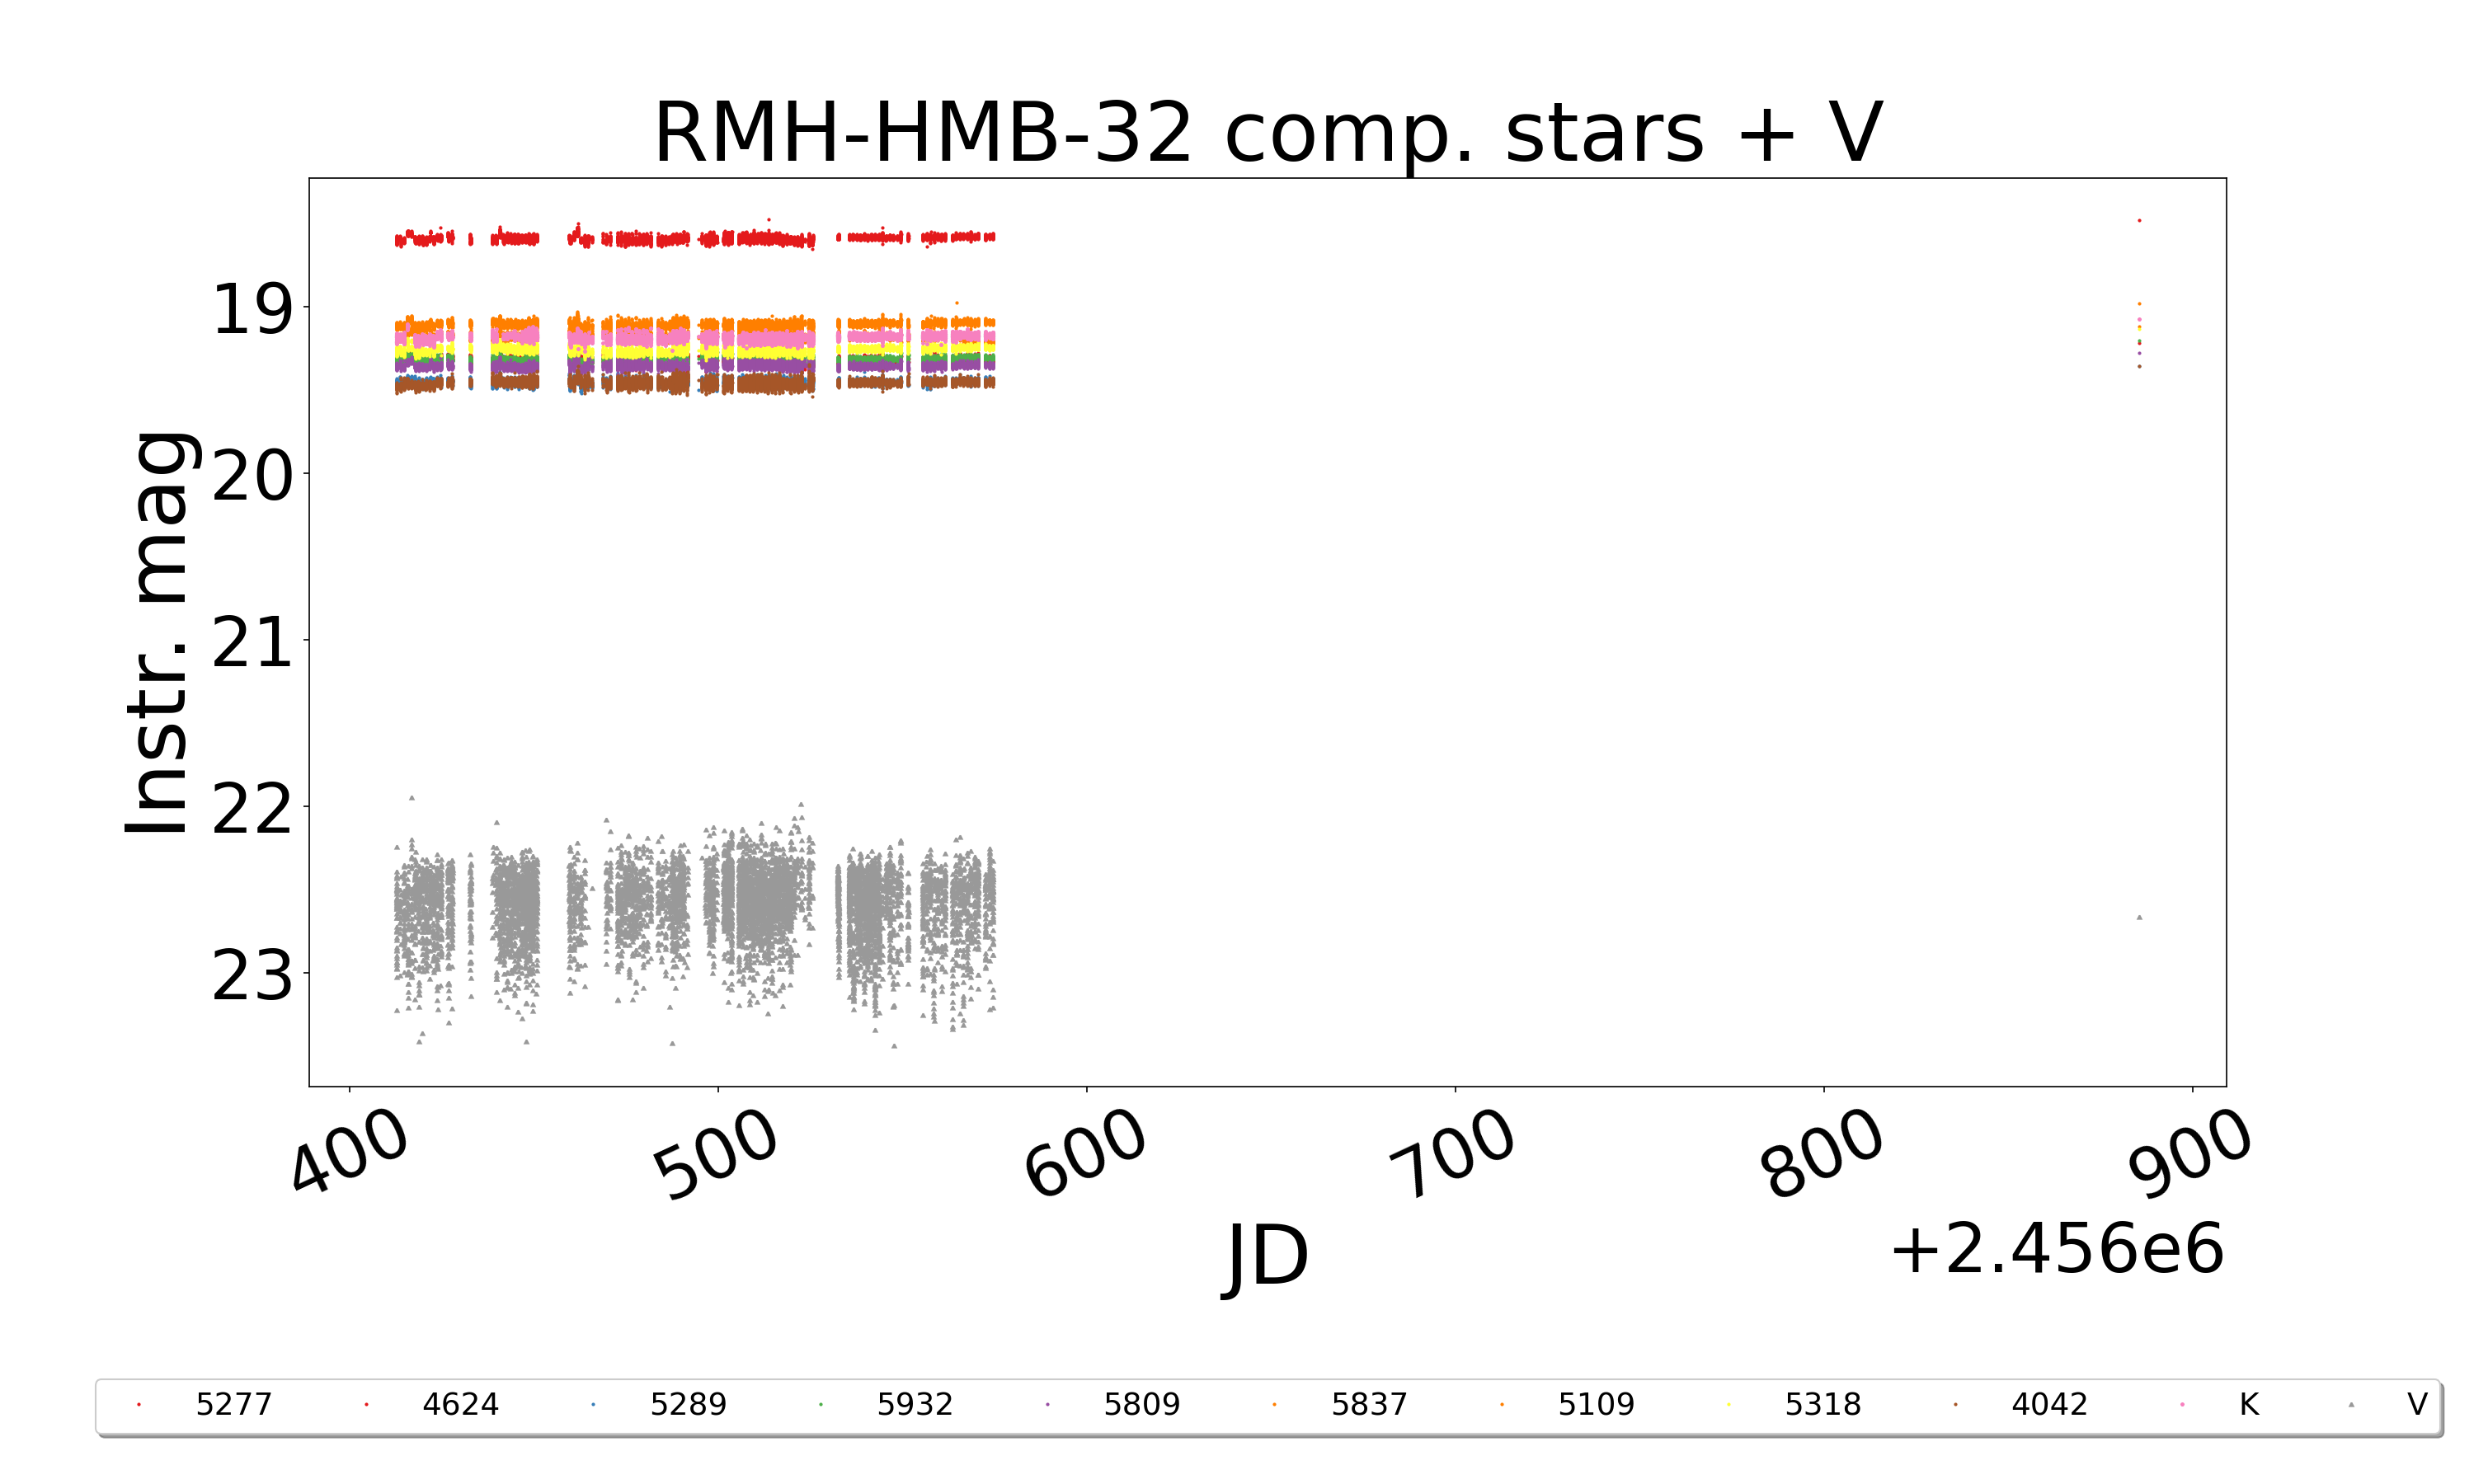 RMH-HMB-32 comp. stars + V
Instr. mag
19
20
21
22
23
400 500 600 700 800 900
JD
+2.456e6
5277 4624 5289 5932 5809 5837 5109 5318 4042 K V